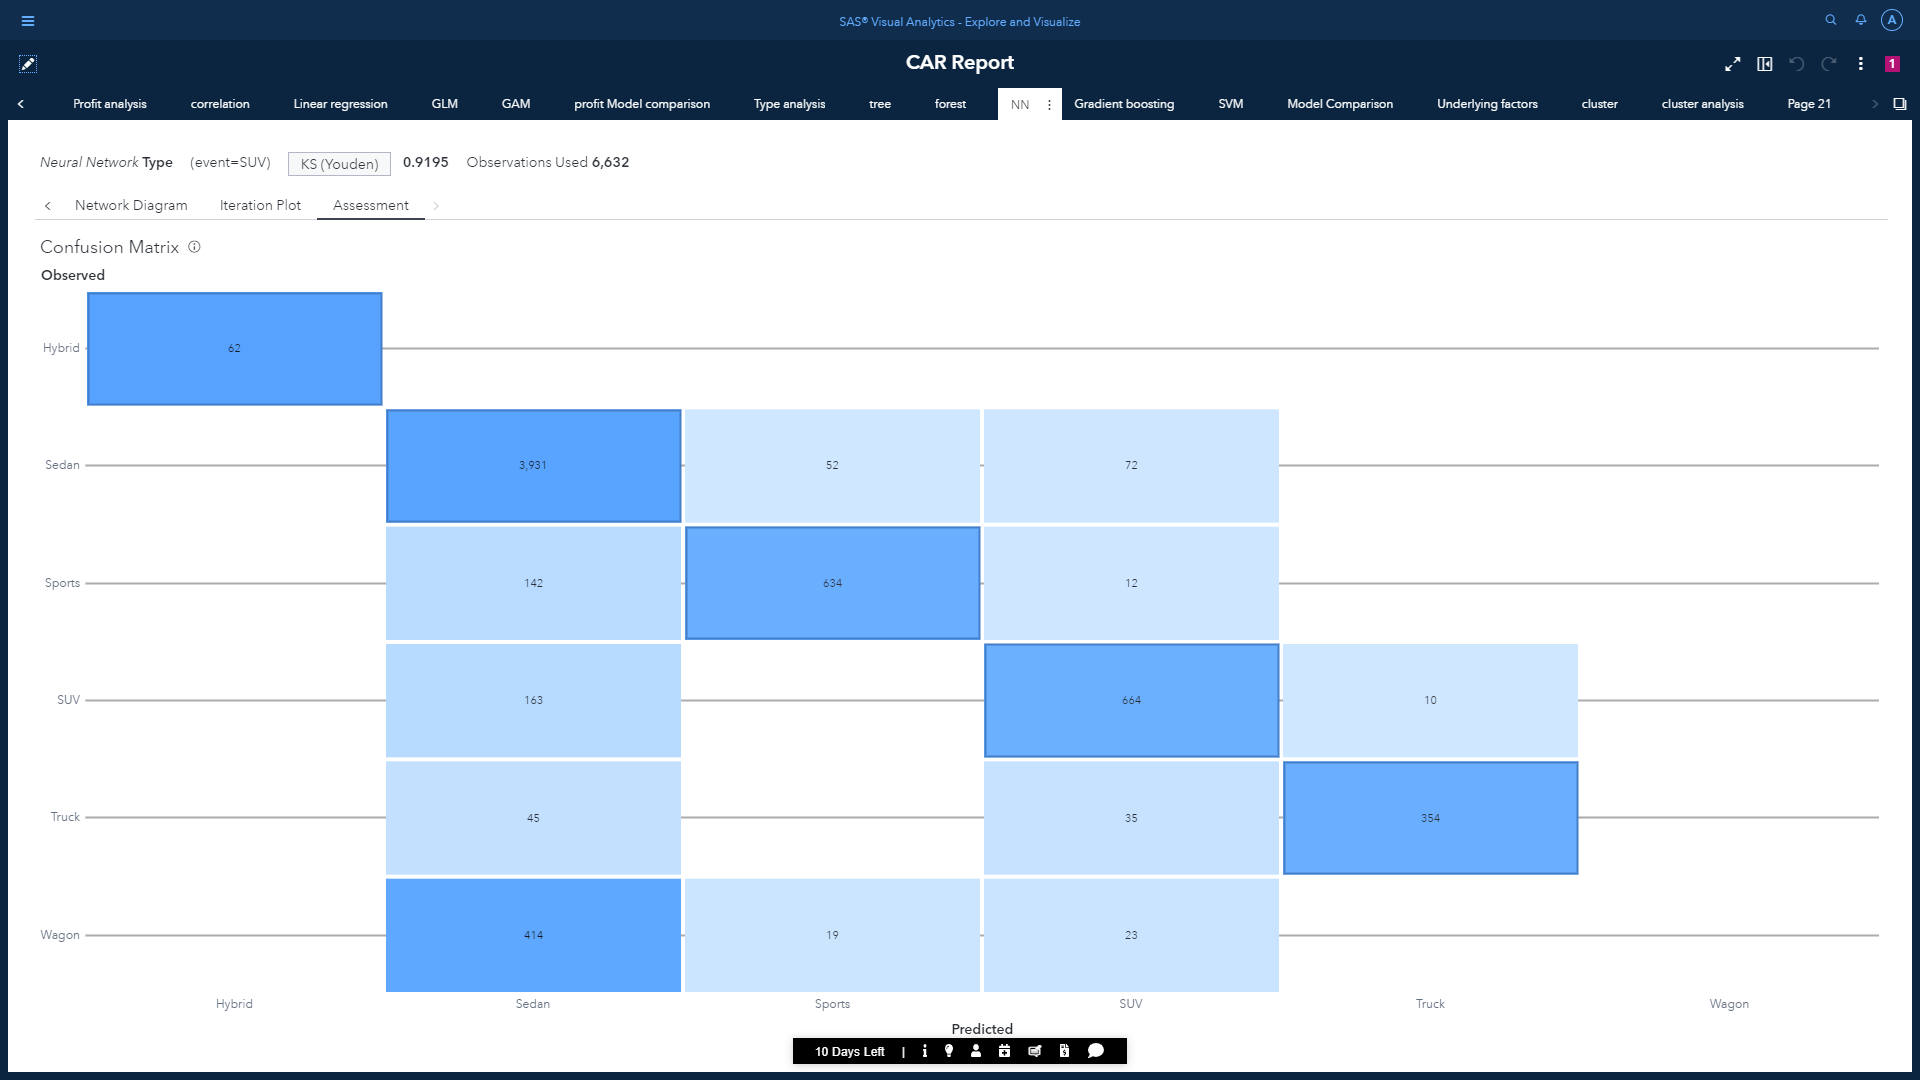 SAS® Visual Analytics - Explore and Visualize
A
CAR Report
1
Profit analysis correlation Linear regression GLM GAM profit Model comparison Type analysis tree forest NN Gradient boosting SVM Model Comparison Underlying factors cluster cluster analysis Page 21
Neural Network Type (event=SUV) KS (Youden) 0.9195 Observations Used 6,632
Network Diagram Iteration Plot Assessment
Confusion Matrix
Observed
Hybrid 62
Sedan 3,931 52 72
Sports 142 634 12
SUV 163 664 10
Truck 45 35 354
Wagon 414 19 23
Hybrid Sedan Sports SUV Truck Wagon
Predicted
10 Days Left |